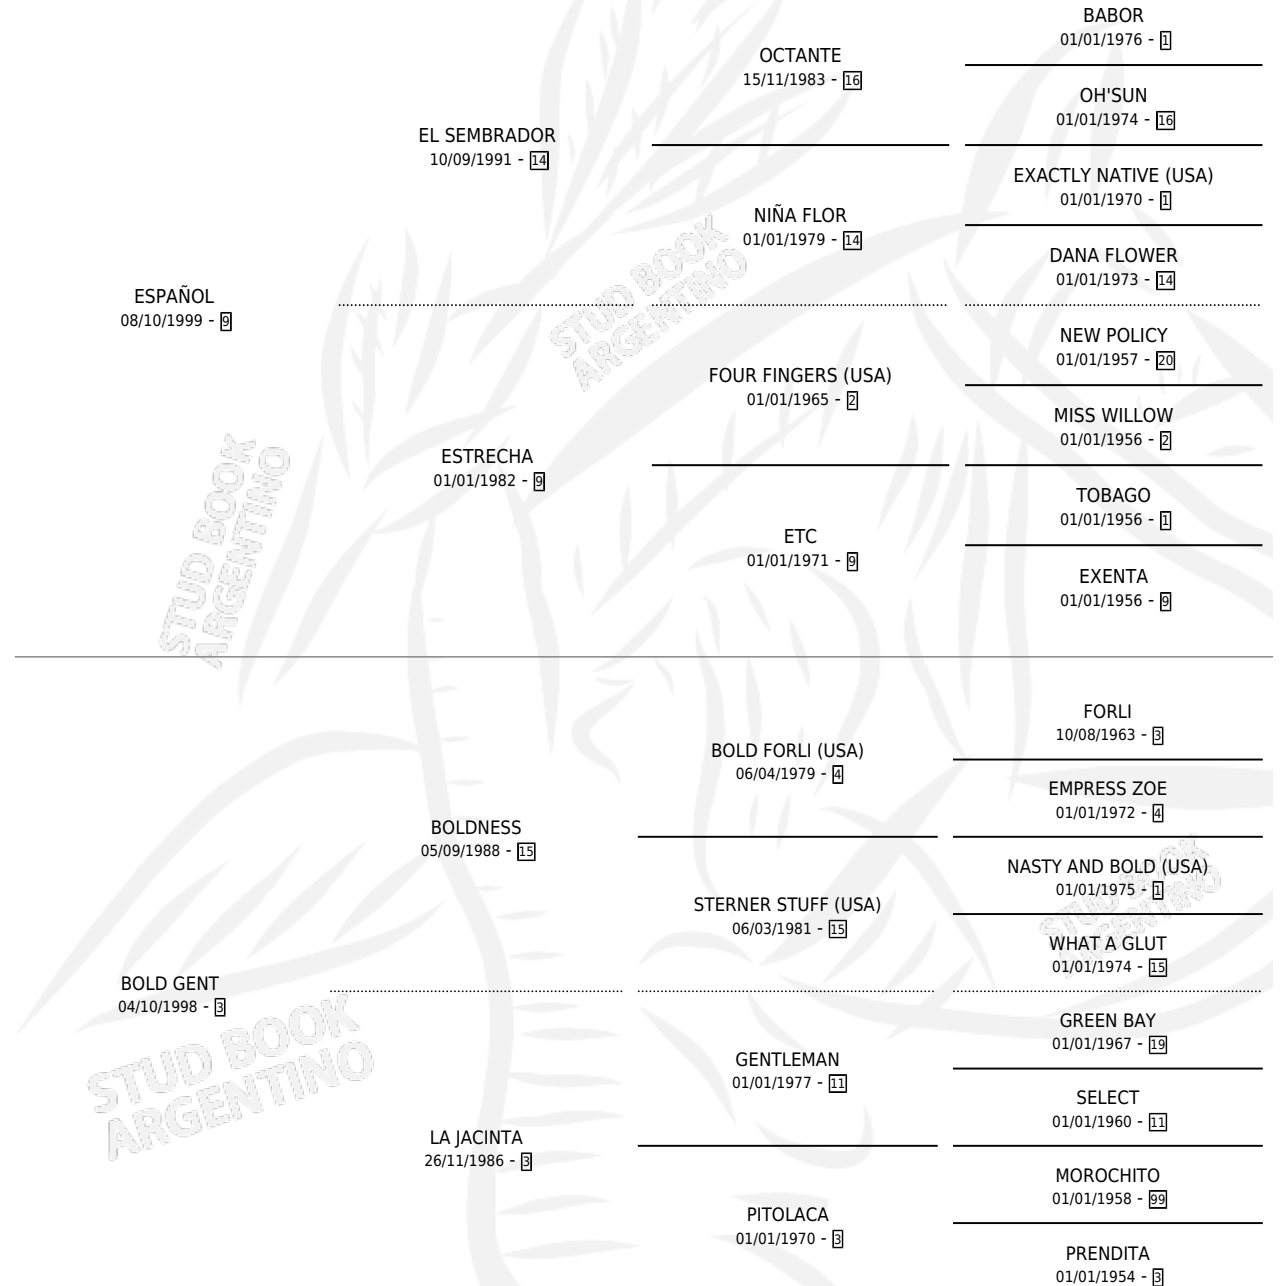 BABOR
01/01/1976 - 1
OCTANTE
15/11/1983 - 16
OH'SUN
01/01/1974 - 16
EL SEMBRADOR
10/09/1991 - 14
EXACTLY NATIVE (USA)
01/01/1970 - 1
NIÑA FLOR
01/01/1979 - 14
DANA FLOWER
01/01/1973 - 14
ESPAÑOL
08/10/1999 - 9
NEW POLICY
01/01/1957 - 20
FOUR FINGERS (USA)
01/01/1965 - 2
MISS WILLOW
01/01/1956 - 2
ESTRECHA
01/01/1982 - 9
TOBAGO
01/01/1956 - 1
ETC
01/01/1971 - 9
EXENTA
01/01/1956 - 9
FORLI
10/08/1963 - 3
BOLD FORLI (USA)
06/04/1979 - 4
EMPRESS ZOE
01/01/1972 - 4
BOLDNESS
05/09/1988 - 15
NASTY AND BOLD (USA)
01/01/1975 - 1
STERNER STUFF (USA)
06/03/1981 - 15
WHAT A GLUT
01/01/1974 - 15
BOLD GENT
04/10/1998 - 3
GREEN BAY
01/01/1967 - 19
GENTLEMAN
01/01/1977 - 11
SELECT
01/01/1960 - 11
LA JACINTA
26/11/1986 - 3
MOROCHITO
01/01/1958 - 99
PITOLACA
01/01/1970 - 3
PRENDITA
01/01/1954 - 3
STUD BOOK
ARGENTINO
STUD BOOK
ARGENTINO
STUD BOOK
ARGENTINO
STUD BOOK
ARGENTINO